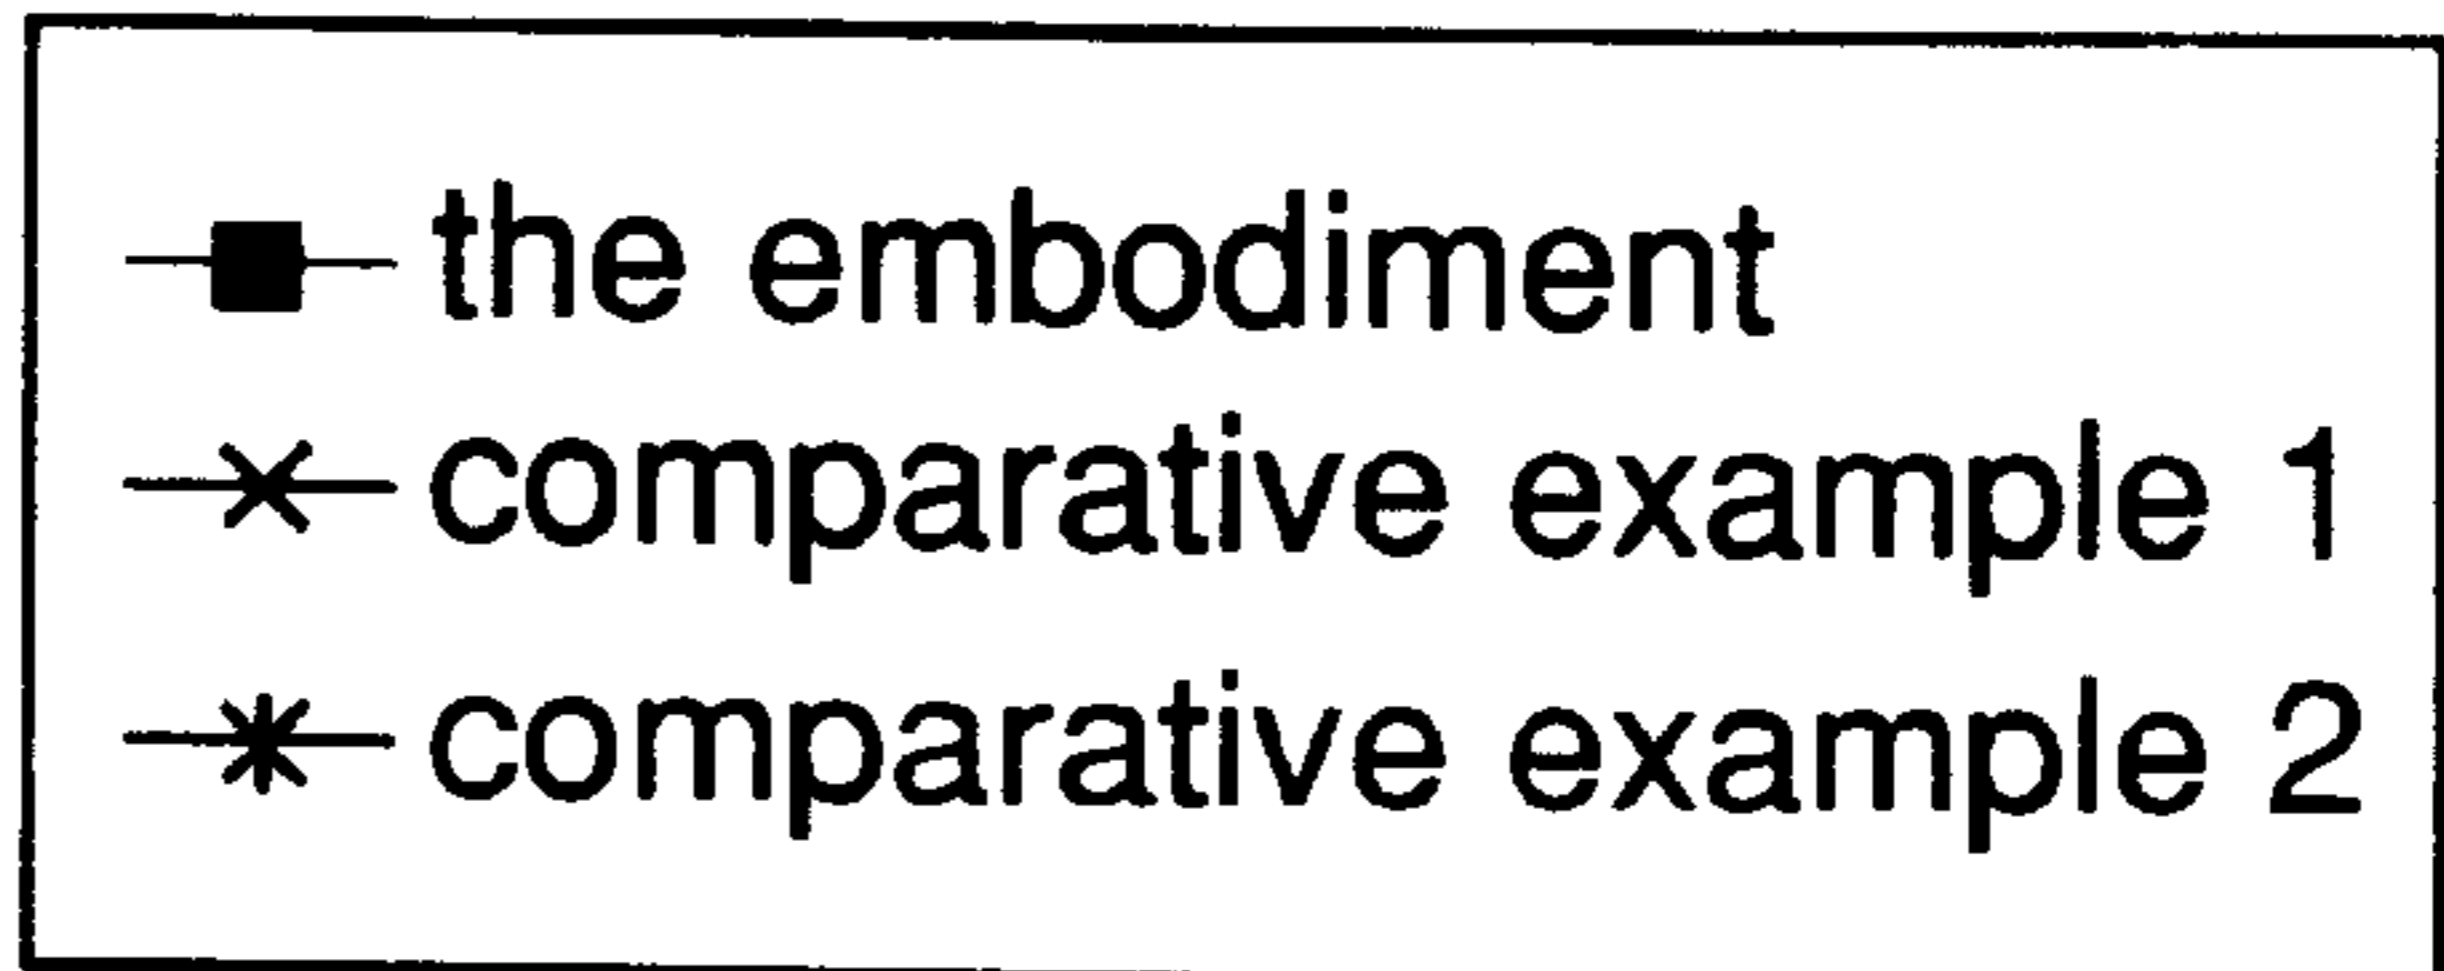 the embodiment
comparative example 1
comparative example 2